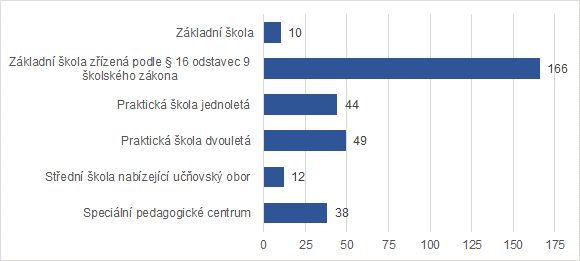 Základní škola
10
Základní škola zřízená podle § 16 odstavec 9
školského zákona
166
Praktická škola jednoletá
44
Praktická škola dvouletá
49
Střední škola nabízející učňovský obor
12
Speciální pedagogické centrum
38
0 25 50 75 100 125 150 175